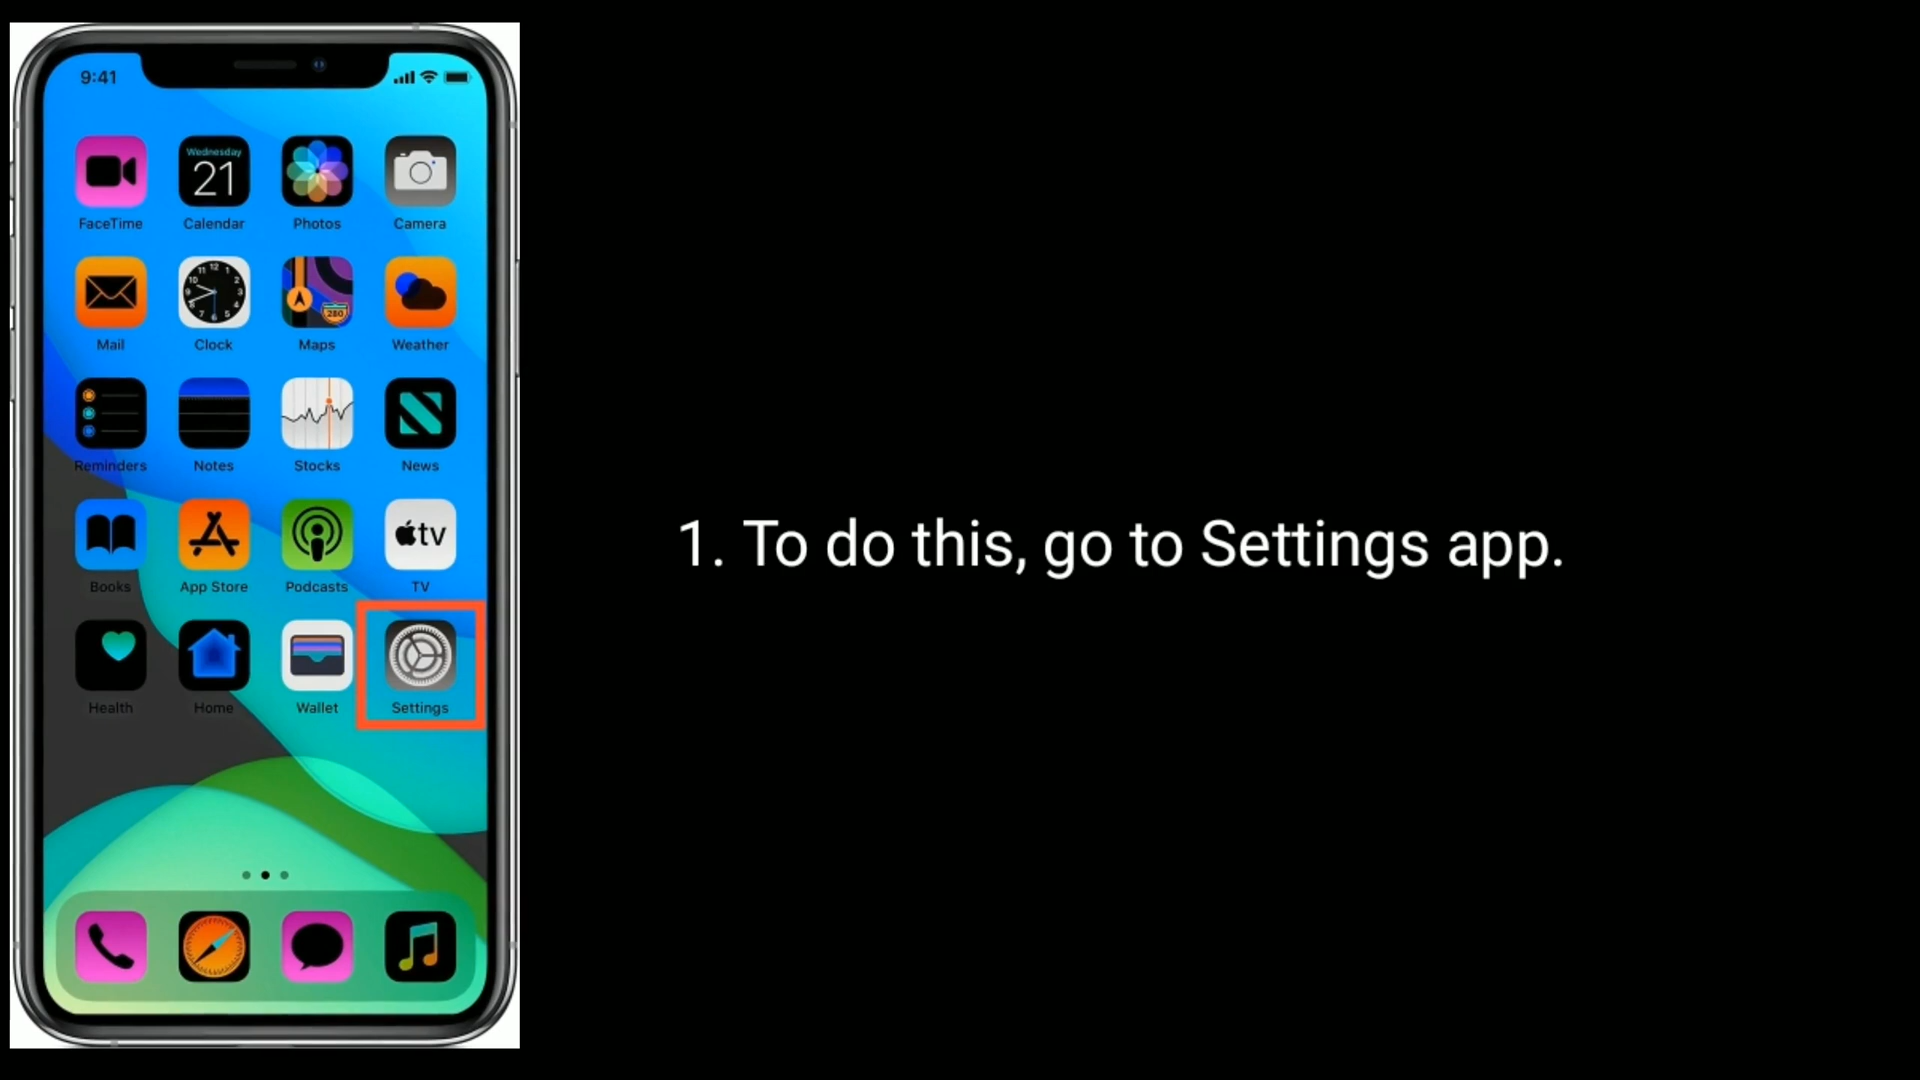 9:41
Wednesday
21
FaceTime Calendar Photos Camera
280
Mail Clock Maps Weather
Reminders Notes Stocks News
tv
Books App Store Podcasts TV
Health Home Wallet Settings
1. To do this, go to Settings app.